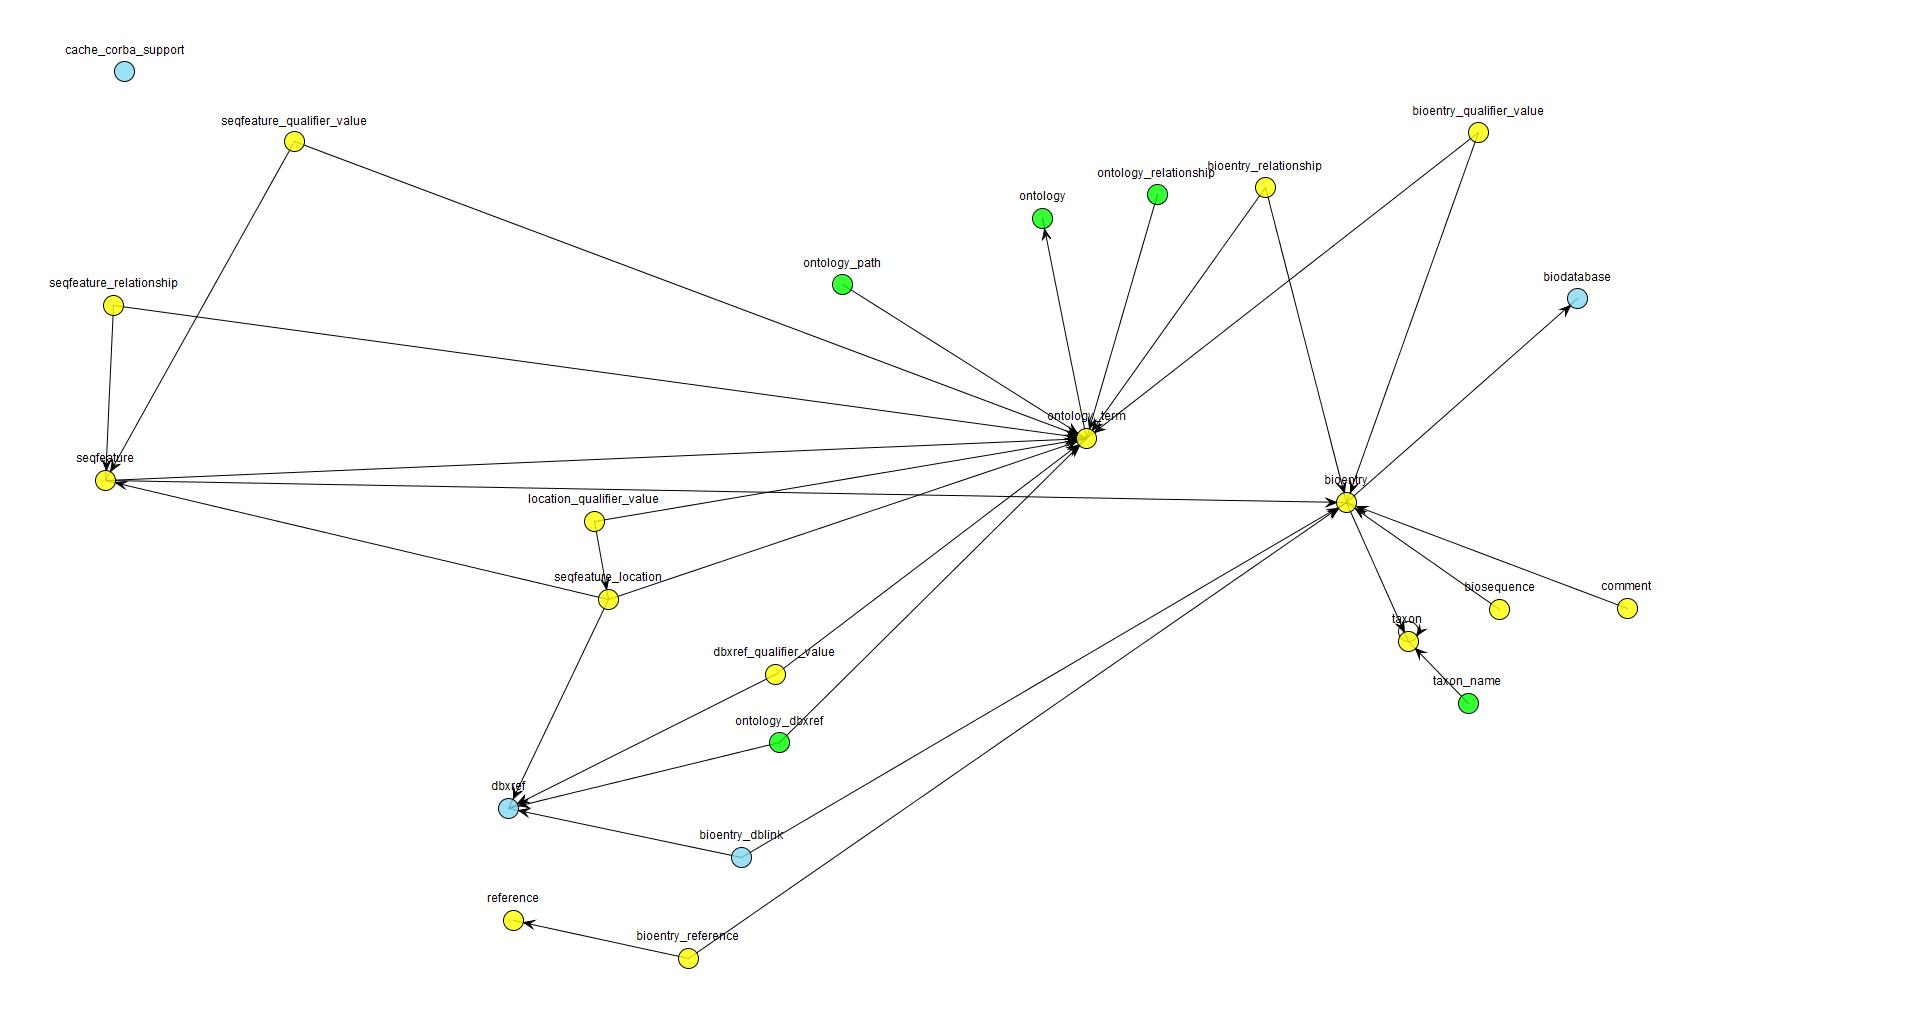 cache_corba_support
bioentry_qualifier_value
seqfeature_qualifier_value
bioentry_relationship
ontology_relationship
ontology
ontology_path
biodatabase
seqfeature_relationship
ontology_term
seqfeature
bioentry
location_qualifier_value
seqfeature_location
comment
biosequence
taxon
dbxref_qualifier_value
taxon_name
ontology_dbxref
dbxref
bioentry_dblink
reference
bioentry_reference